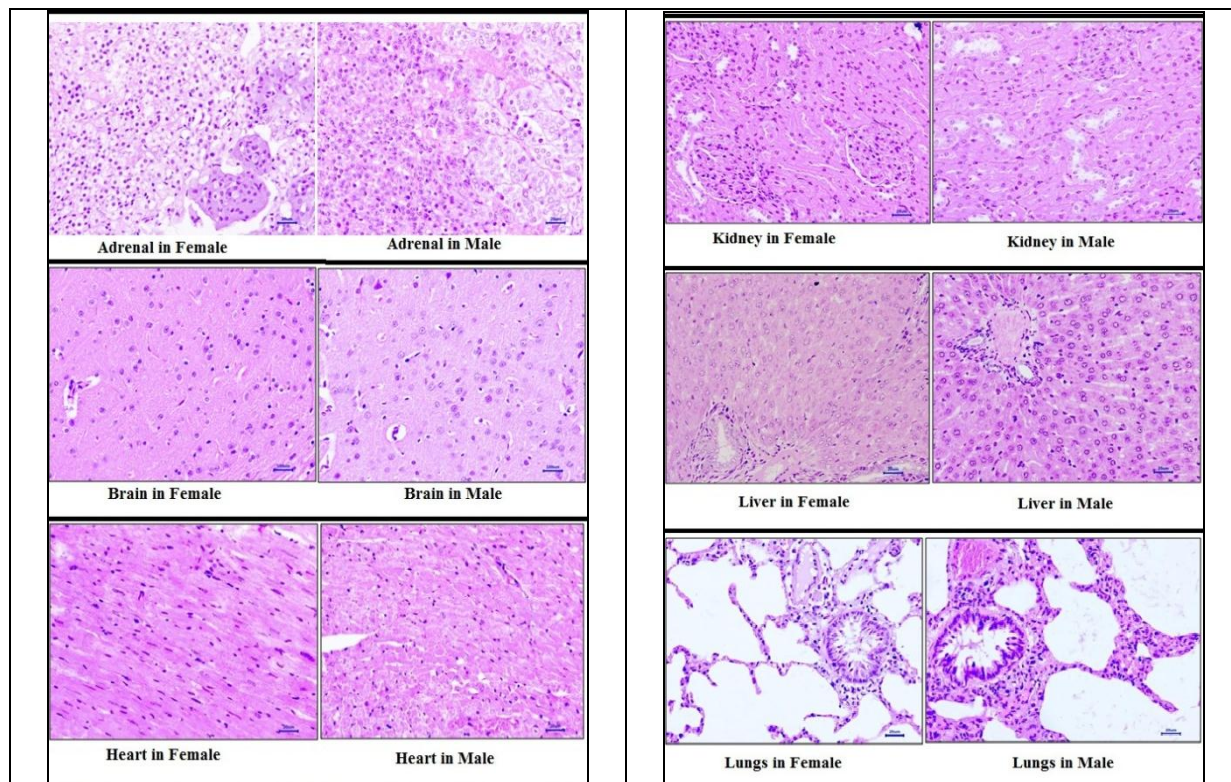 Adrenal in Female
Adrenal in Male
Brain in Female
Brain in Male
Heart in Female
Heart in Male
Kidney in Female
Kidney in Male
Liver in Female
Liver in Male
Lungs in Female
Lungs in Male